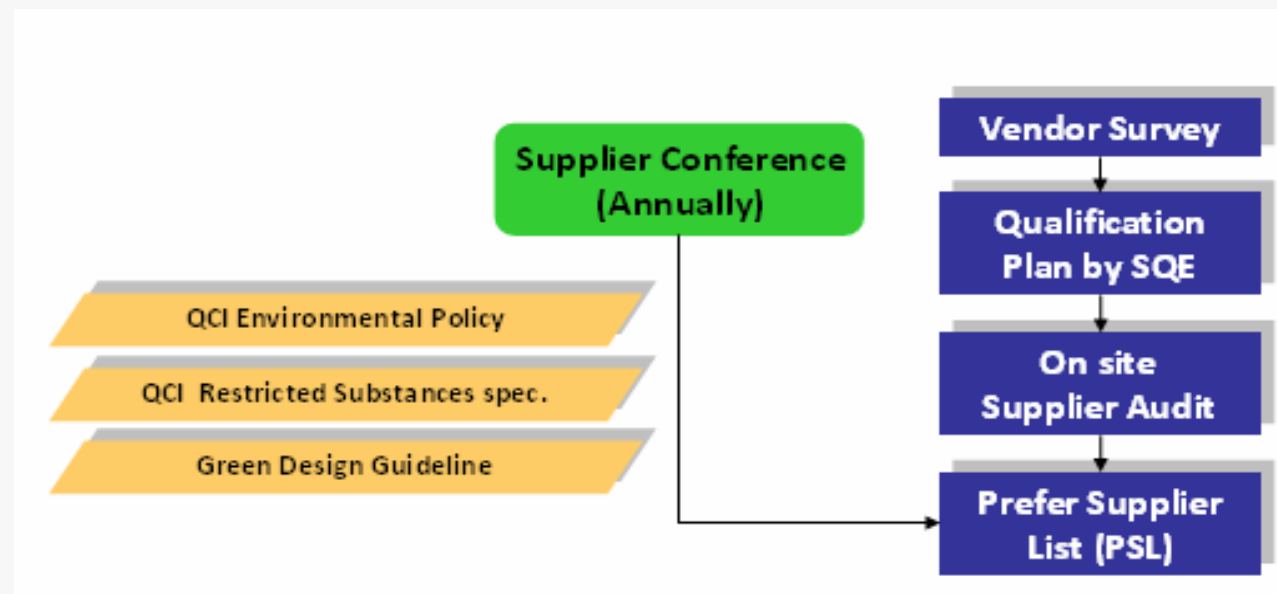 Supplier Conference
(Annually)
QCI Environmental Policy
QCI Restricted Substances spec.
Green Design Guideline
Vendor Survey
Qualification
Plan by SQE
On site
Supplier Audit
Prefer Supplier
List (PSL)